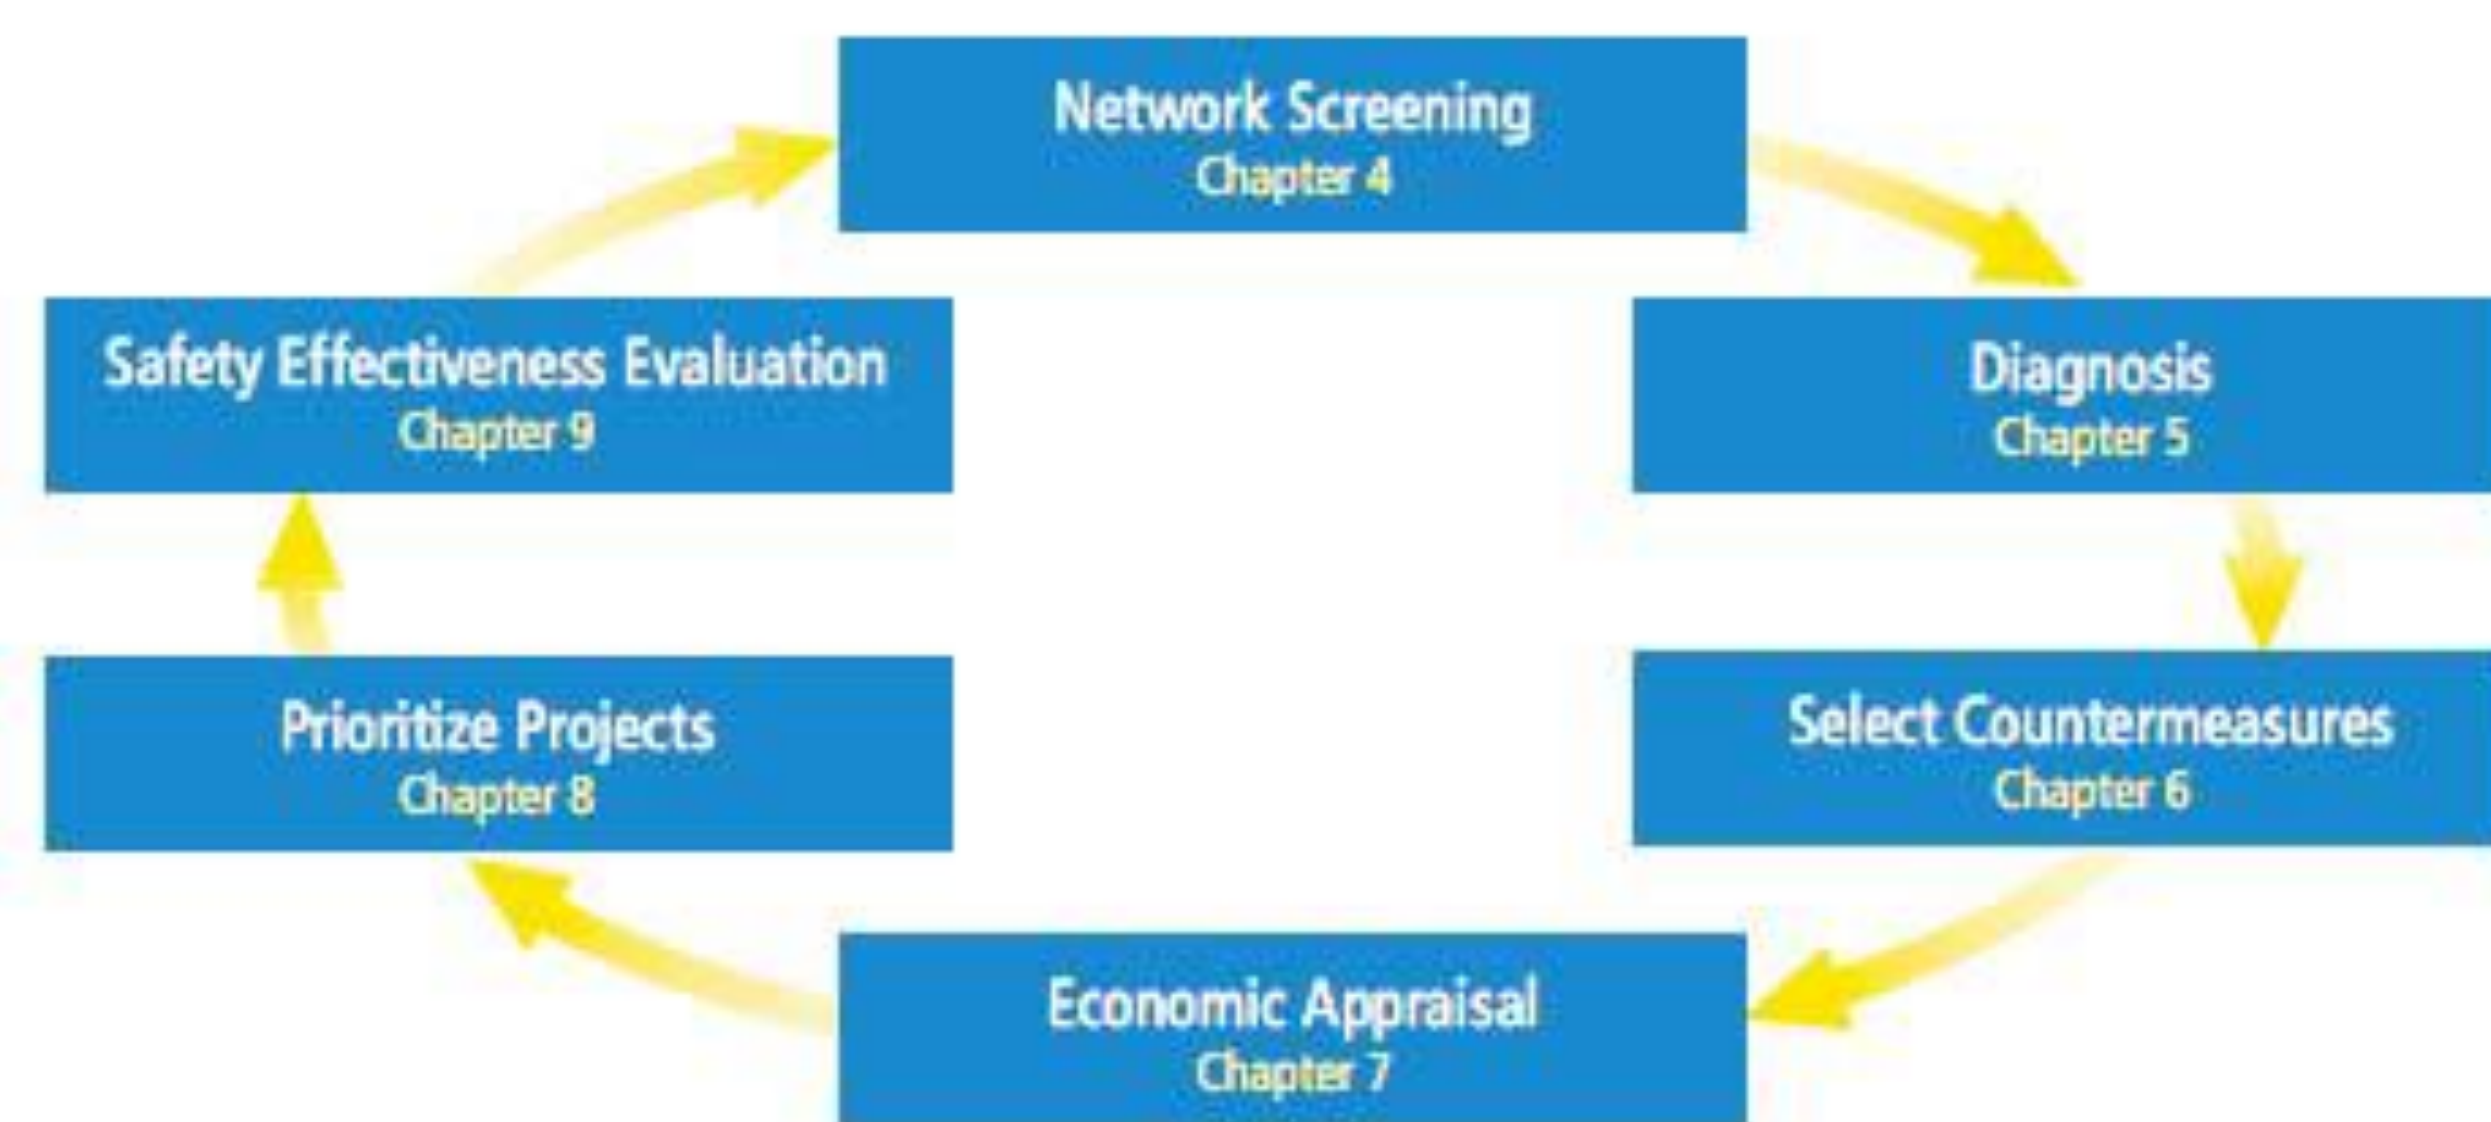 Network Screening
Chapter 4
Safety Effectiveness Evaluation
Chapter 9
Diagnosis
Chapter 5
Prioritize Projects
Chapter 8
Select Countermeasures
Chapter 6
Economic Appraisal
Chapter 7